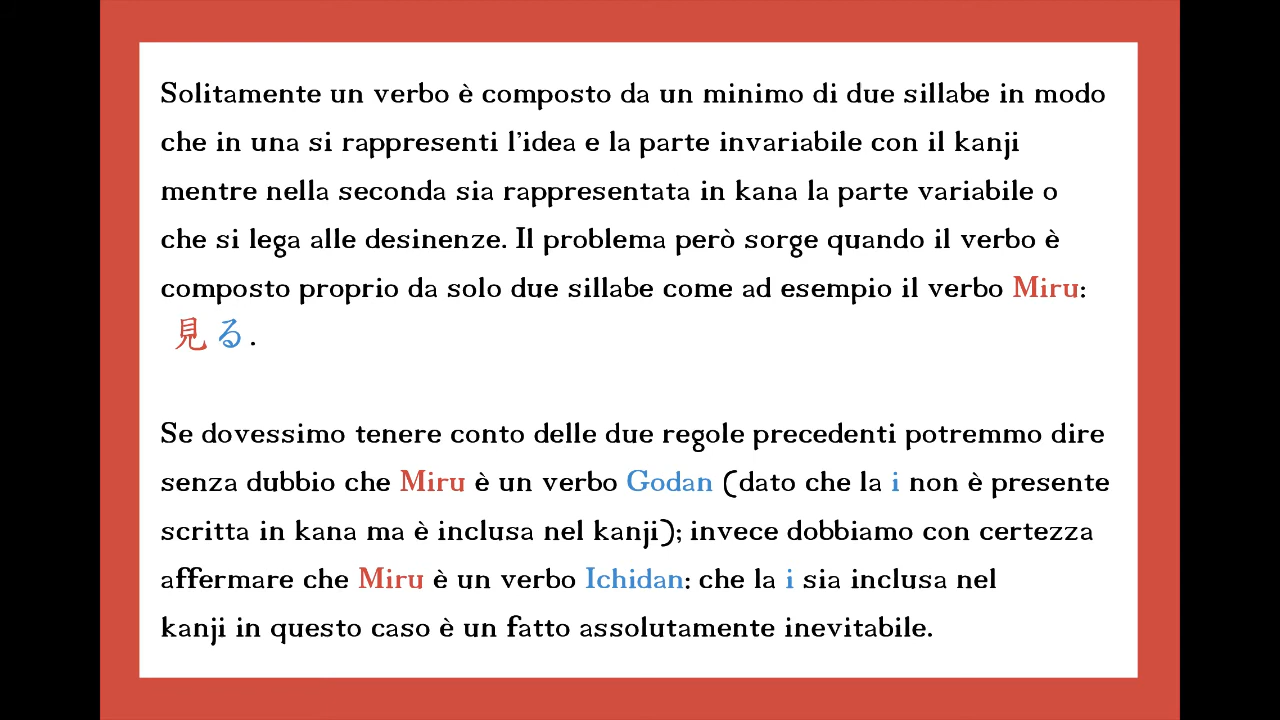 Solitamente un verbo è composto da un minimo di due sillabe in modo
che in una si rappresenti l'idea e la parte invariabile con il kanji
mentre nella seconda sia rappresentata in kana la parte variabile o
che si lega alle desinenze. Il problema però sorge quando il verbo è
composto proprio da solo due sillabe come ad esempio il verbo Miru:
見る.
Se dovessimo tenere conto delle due regole precedenti potremmo dire
senza dubbio che Miru è un verbo Godan (dato che la i non è presente
scritta in kana ma è inclusa nel kanji); invece dobbiamo con certezza
affermare che Miru è un verbo Ichidan: che la i sia inclusa nel
kanji in questo caso è un fatto assolutamente inevitabile.